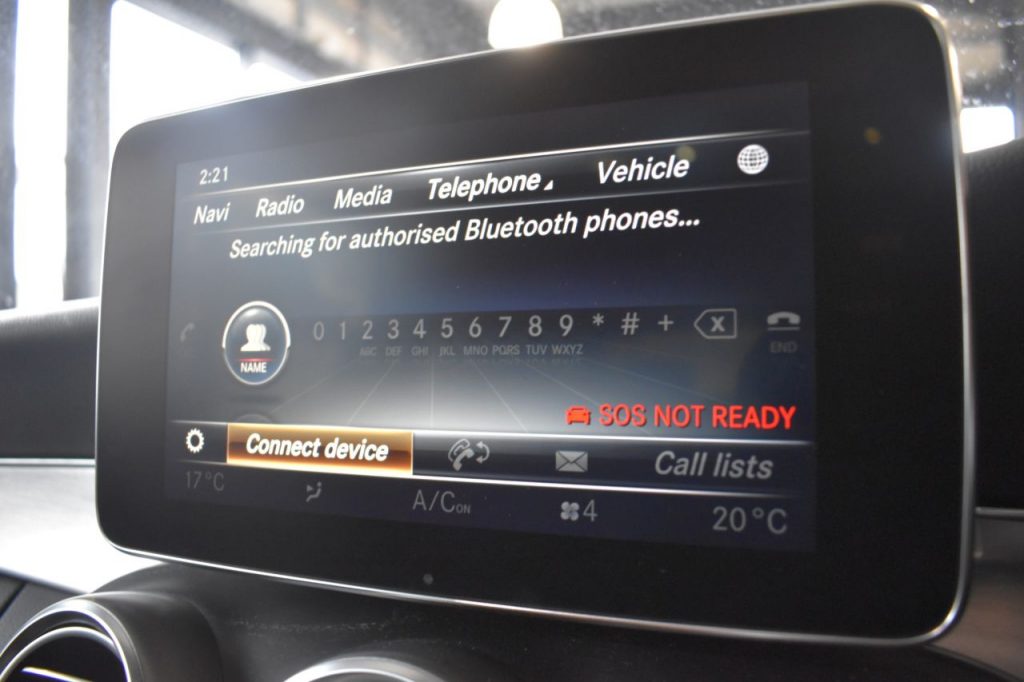 2:21
Navi Radio Media Telephone Vehicle
Searching for authorised Bluetooth phones...
0 1 2 3 4 5 6 7 8 9 * # +
ABC DEF GHI JKL MNO PQRS TUV WXYZ
NAME
END
SOS NOT READY
Connect device
Call lists
17°C A/C ON 4 20°C